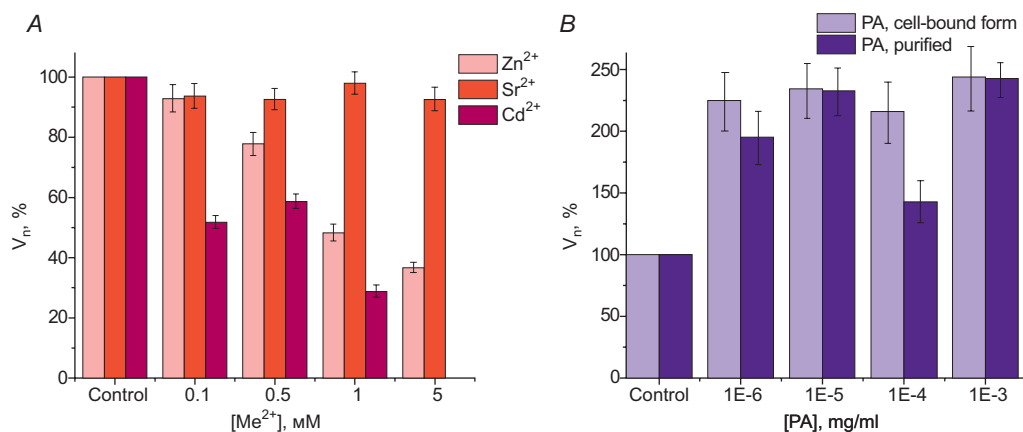 A
Zn²⁺
Sr²⁺
Cd²⁺
100
80
60
40
20
0
Vn, %
Control
0.1
0.5
1
5
[Me²⁺], мМ
B
PA, cell-bound form
PA, purified
250
200
150
100
50
0
Vn, %
Control
1E-6
1E-5
1E-4
1E-3
[PA], mg/ml